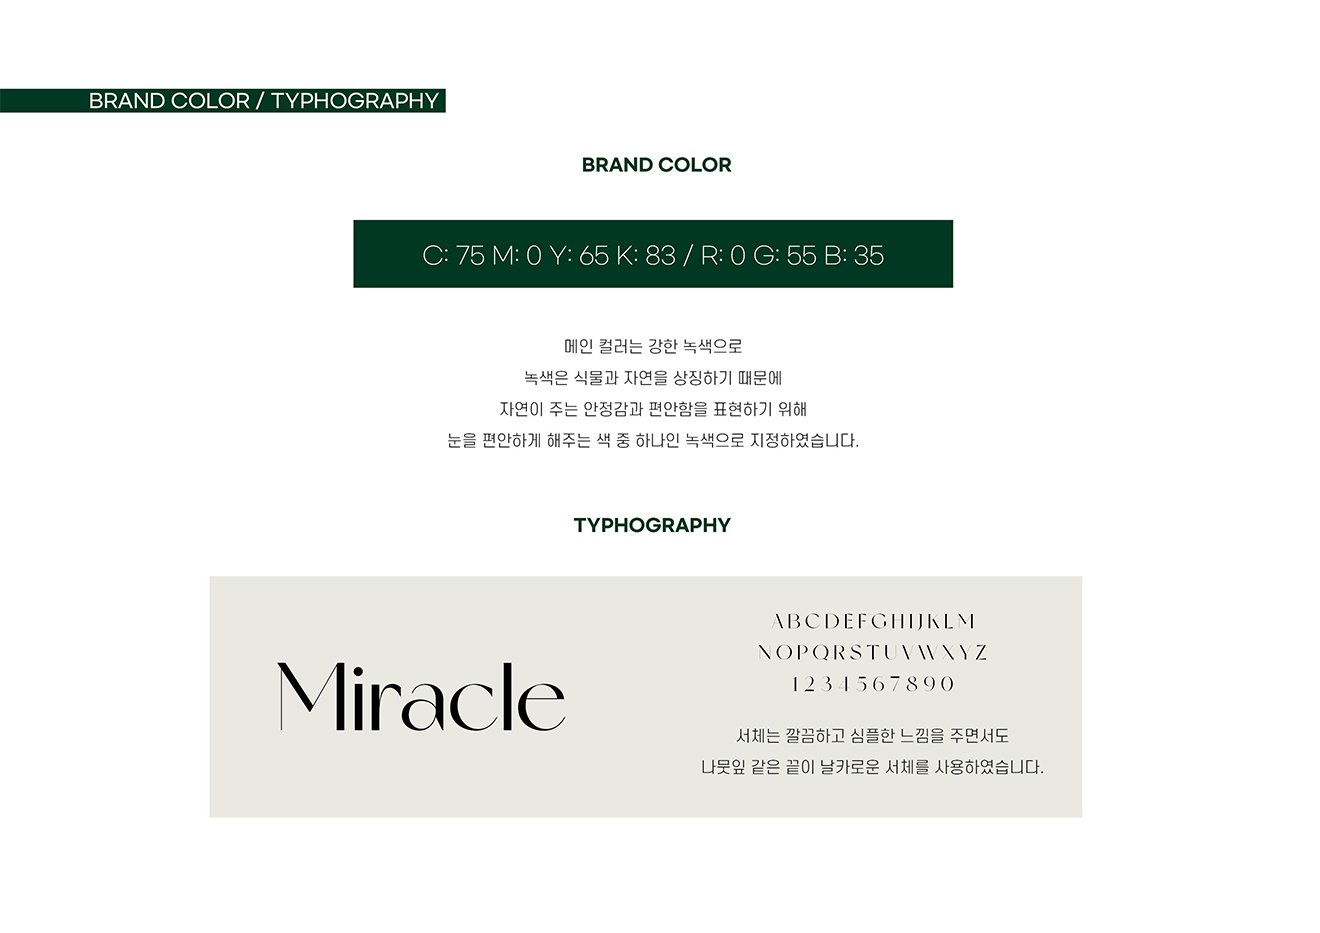 BRAND COLOR / TYPHOGRAPHY
BRAND COLOR
C: 75 M: 0 Y: 65 K: 83 / R: 0 G: 55 B: 35
메인 컬러는 강한 녹색으로
녹색은 식물과 자연을 상징하기 때문에
자연이 주는 안정감과 편안함을 표현하기 위해
눈을 편안하게 해주는 색 중 하나인 녹색으로 지정하였습니다.
TYPHOGRAPHY
Miracle
ABCDEFGHIJKLM
NOPQRSTUVWXYZ
1234567890
서체는 깔끔하고 심플한 느낌을 주면서도
나뭇잎 같은 끝이 날카로운 서체를 사용하였습니다.